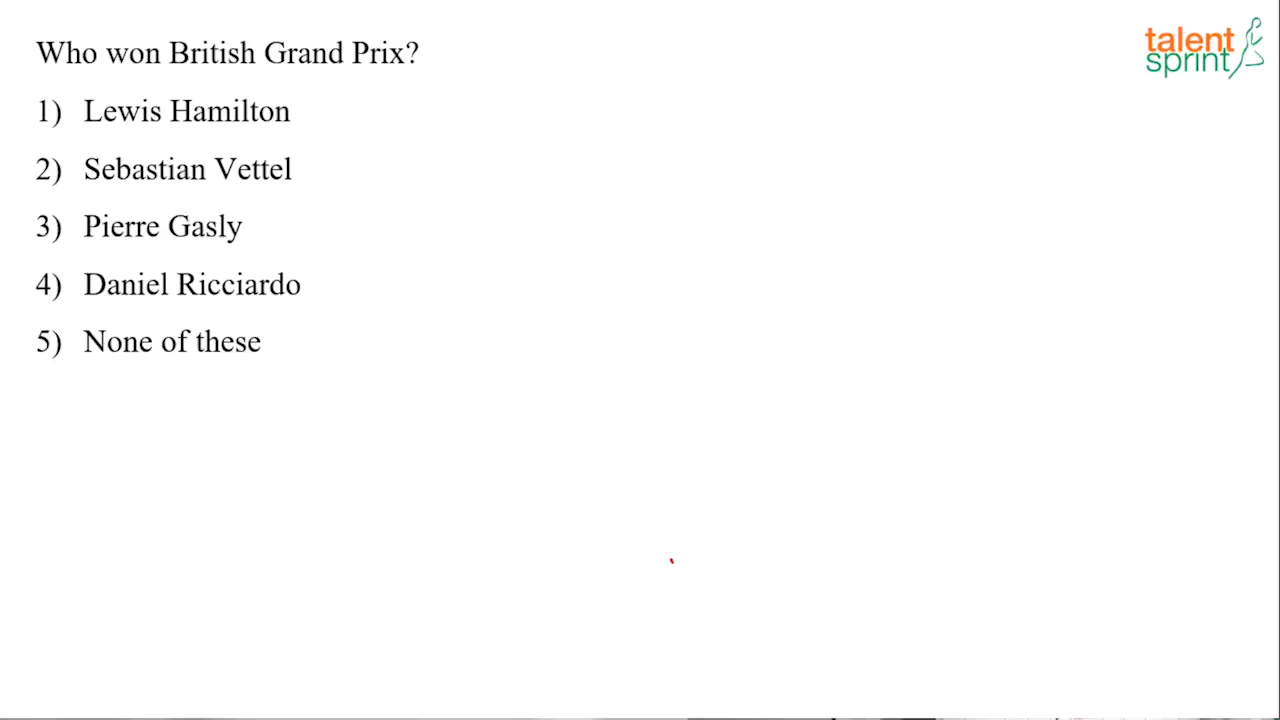 Who won British Grand Prix?
talent
sprint
1) Lewis Hamilton
2) Sebastian Vettel
3) Pierre Gasly
4) Daniel Ricciardo
5) None of these